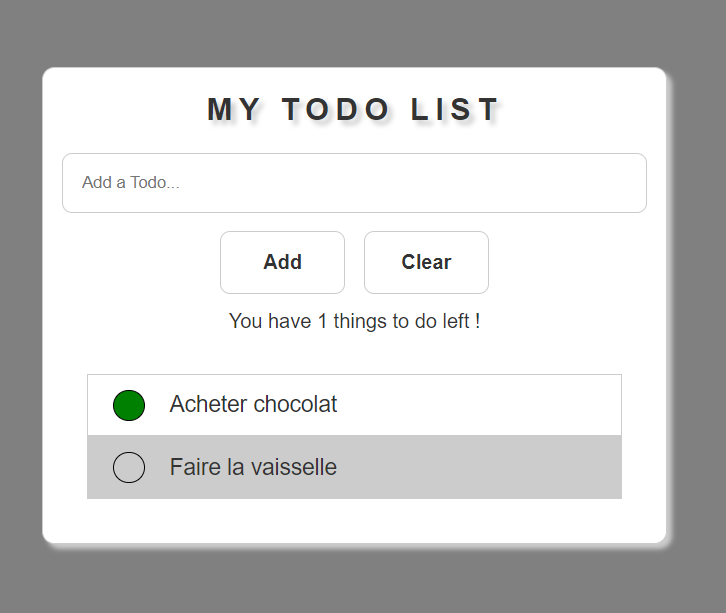 MY TODO LIST
Add a Todo...
Add Clear
You have 1 things to do left !
Acheter chocolat
Faire la vaisselle